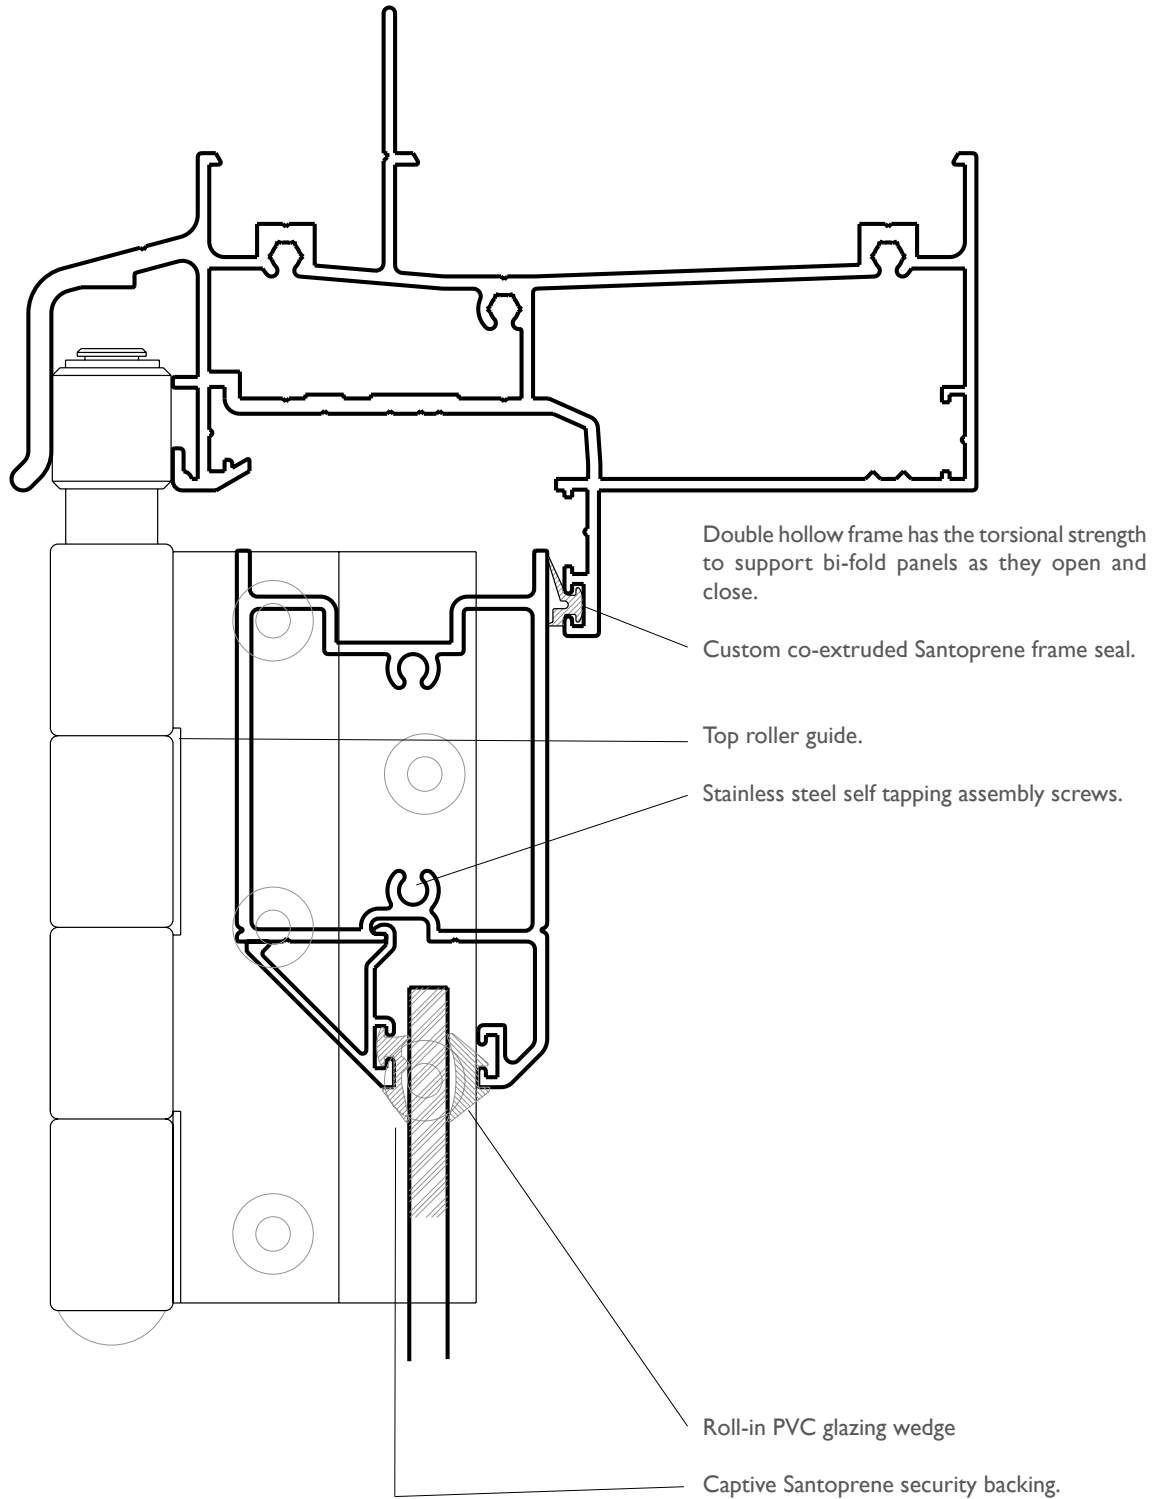 Double hollow frame has the torsional strength
to support bi-fold panels as they open and
close.
Custom co-extruded Santoprene frame seal.
Top roller guide.
Stainless steel self tapping assembly screws.
Roll-in PVC glazing wedge
Captive Santoprene security backing.